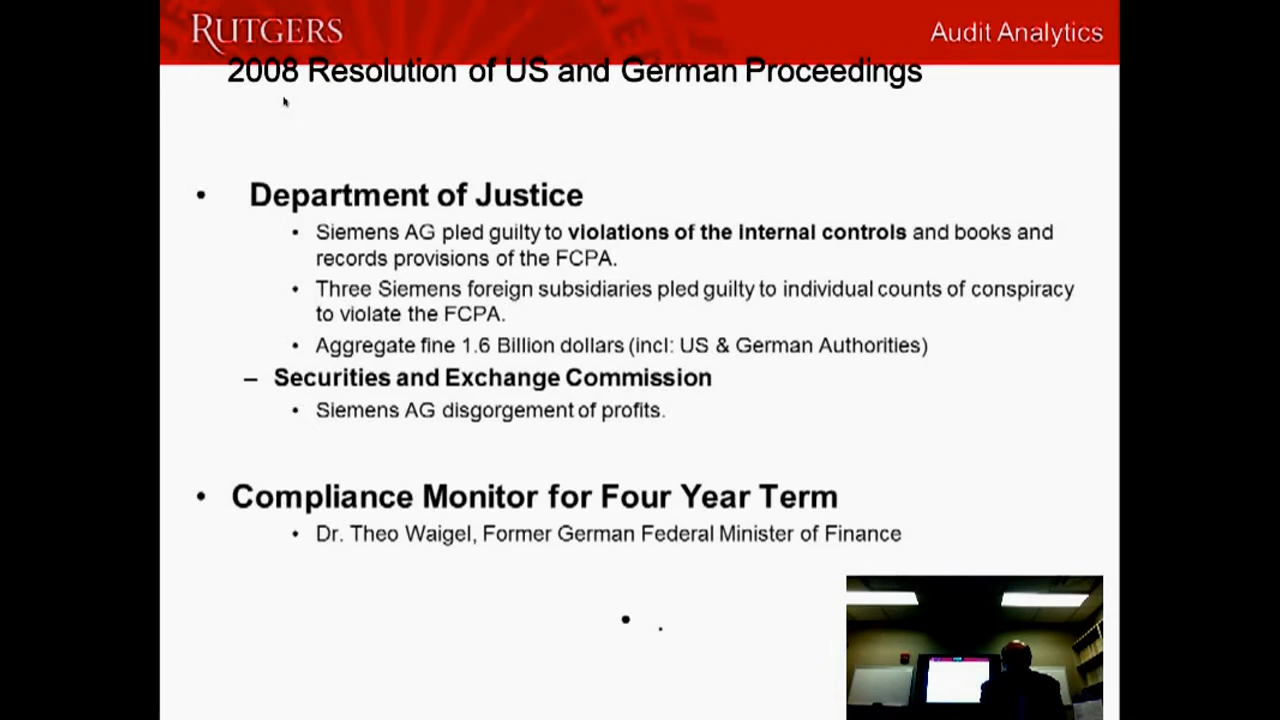 RUTGERS
Audit Analytics
2008 Resolution of US and German Proceedings
• Department of Justice
• Siemens AG pled guilty to violations of the internal controls and books and
records provisions of the FCPA.
• Three Siemens foreign subsidiaries pled guilty to individual counts of conspiracy
to violate the FCPA.
• Aggregate fine 1.6 Billion dollars (incl: US & German Authorities)
– Securities and Exchange Commission
• Siemens AG disgorgement of profits.
• Compliance Monitor for Four Year Term
• Dr. Theo Waigel, Former German Federal Minister of Finance